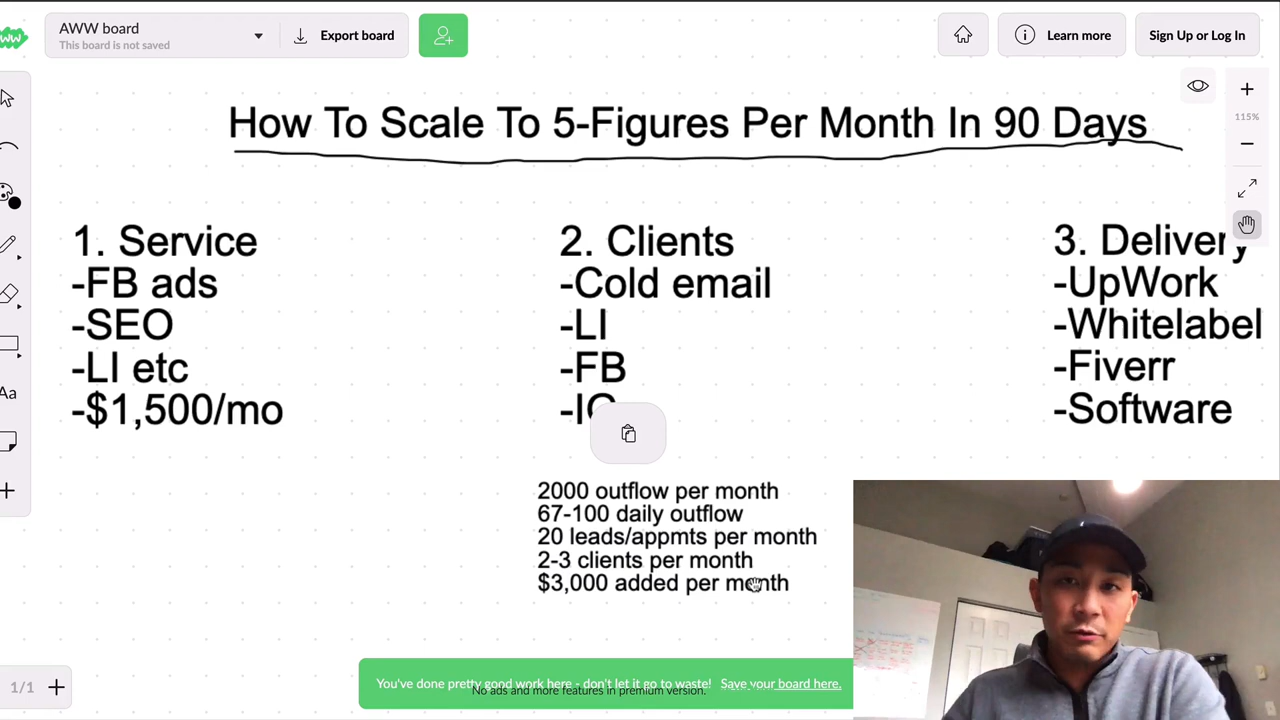 AWW board
This board is not saved
Export board
Learn more
Sign Up or Log In
115%
How To Scale To 5-Figures Per Month In 90 Days
1. Service
-FB ads
-SEO
-LI etc
-$1,500/mo
2. Clients
-Cold email
-LI
-FB
2000 outflow per month
67-100 daily outflow
20 leads/appmts per month
2-3 clients per month
$3,000 added per month
3. Delivery
-UpWork
-Whitelabel
-Fiverr
-Software
Aa
1/1
You've done pretty good work here - don't let it go to waste! Save your board here.
No ads and more features in premium version.